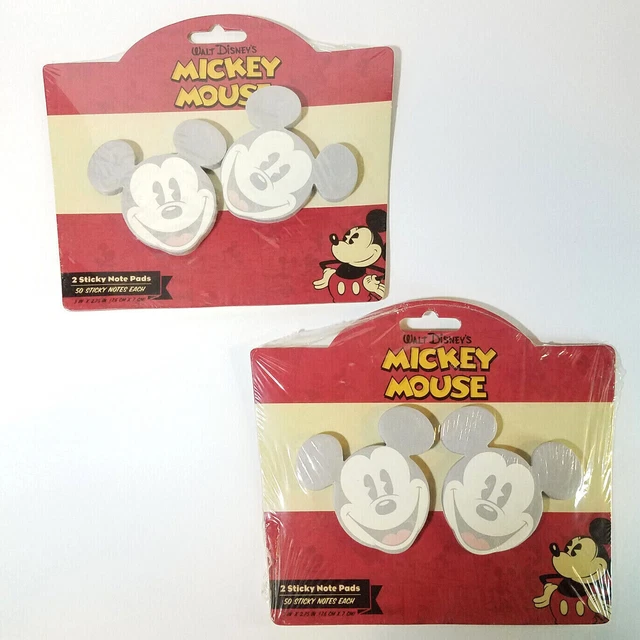 WALT DISNEY'S
MICKEY
MOUSE
2 Sticky Note Pads
50 STICKY NOTES EACH
WALT DISNEY'S
MICKEY
MOUSE
2 Sticky Note Pads
50 STICKY NOTES EACH